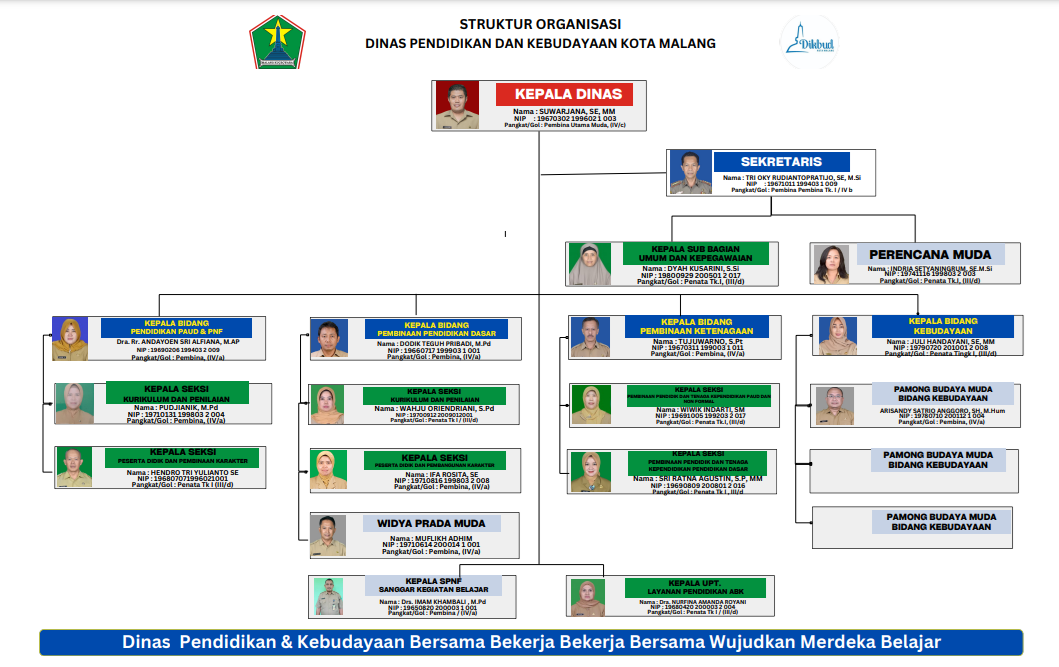 STRUKTUR ORGANISASI
DINAS PENDIDIKAN DAN KEBUDAYAAN KOTA MALANG
Dikbud
KEPALA DINAS
Nama : SUWARJANA, SE, MM
NIP : 19670302 199602 1 003
Pangkat/Gol : Pembina Utama Muda, (IV/c)
SEKRETARIS
Nama : TRI OKY RUDIANTOPRATIJO, SE, M.Si
NIP : 19671011 199403 1 009
Pangkat/Gol : Pembina Pembina Tk. I / IV b
KEPALA SUB BAGIAN
UMUM DAN KEPEGAWAIAN
Nama : DYAH KUSARINI, S.Si
NIP : 19800929 200501 2 017
Pangkat/Gol : Penata Tk.I, (III/d)
PERENCANA MUDA
Nama : INDRIA SETYANINGRUM, SE.M.Si
NIP : 19741116 199803 2 003
Pangkat/Gol : Penata Tk.I, (III/d)
KEPALA BIDANG
PENDIDIKAN PAUD & PNF
Dra. Rr. ANDAYOEN SRI ALFIANA, M.AP
NIP : 19690206 199403 2 009
Pangkat/Gol : Pembina, (IV/a)
KEPALA SEKSI
KURIKULUM DAN PENILAIAN
Nama : PUDJIANIK, M.Pd
NIP : 19710131 199803 2 004
Pangkat/Gol : Pembina, (IV/a)
KEPALA SEKSI
PESERTA DIDIK DAN PEMBINAAN KARAKTER
Nama : HENDRO TRI YULIANTO SE
NIP : 196807071996021001
Pangkat/Gol : Penata Tk I (III/d)
KEPALA BIDANG
PEMBINAAN PENDIDIKAN DASAR
Nama : DODIK TEGUH PRIBADI, M.Pd
NIP : 19660717 199903 1 001
Pangkat/Gol : Pembina, (IV/a)
KEPALA SEKSI
KURIKULUM DAN PENILAIAN
Nama : WAHJU ORIENDRIANI, S.Pd
NIP : 19700912 200901 2001
Pangkat/Gol : Penata Tk I / (III/d)
KEPALA SEKSI
PESERTA DIDIK DAN PEMBANGUNAN KARAKTER
Nama : IFA ROSITA, SE
NIP : 19710816 199803 2 008
Pangkat/Gol : Pembina, (IV/a)
WIDYA PRADA MUDA
Nama : MUFLIKH ADHIM
NIP : 19710614 200014 1 001
Pangkat/Gol : Pembina, (IV/a)
KEPALA BIDANG
PEMBINAAN KETENAGAAN
Nama : TUJUWARNO, S.Pt
NIP : 19670311 199003 1 011
Pangkat/Gol : Pembina, (IV/a)
KEPALA SEKSI
PEMBINAAN PENDIDIK DAN TENAGA KEPENDIDIKAN PAUD DAN
NON FORMAL
Nama : WIWIK INDARTI, SM
NIP : 19691005 199203 2 017
Pangkat/Gol : Penata Tk.I, (III/d)
KEPALA SEKSI
PEMBINAAN PENDIDIK DAN TENAGA
KEPENDIDIKAN PENDIDIKAN DASAR
Nama : SRI RATNA AGUSTIN, S.P, MM
NIP : 19690809 200801 2 016
Pangkat/Gol : Penata Tk I , III/d
KEPALA BIDANG
KEBUDAYAAN
Nama : JULI HANDAYANI, SE, MM
NIP : 19790720 201001 2 008
Pangkat/Gol : Penata Tingk I, (III/d)
PAMONG BUDAYA MUDA
BIDANG KEBUDAYAAN
ARISANDY SATRIO ANGGORO, SH, M.Hum
NIP : 19780710 200112 1 004
Pangkat/Gol : Pembina, (IV/a)
PAMONG BUDAYA MUDA
BIDANG KEBUDAYAAN
PAMONG BUDAYA MUDA
BIDANG KEBUDAYAAN
KEPALA SPNF
SANGGAR KEGIATAN BELAJAR
Nama : Drs. IMAM KHAMBALI , M.Pd
NIP : 19650820 200003 1 001
Pangkat/Gol : Pembina / (IV/a)
KEPALA UPT.
LAYANAN PENDIDIKAN ABK
Nama : Drs. NURFINA AMANDA ROYANI
NIP : 19680420 200003 2 004
Pangkat/Gol : Penata Tk I / (III/d)
Dinas Pendidikan & Kebudayaan Bersama Bekerja Bekerja Bersama Wujudkan Merdeka Belajar